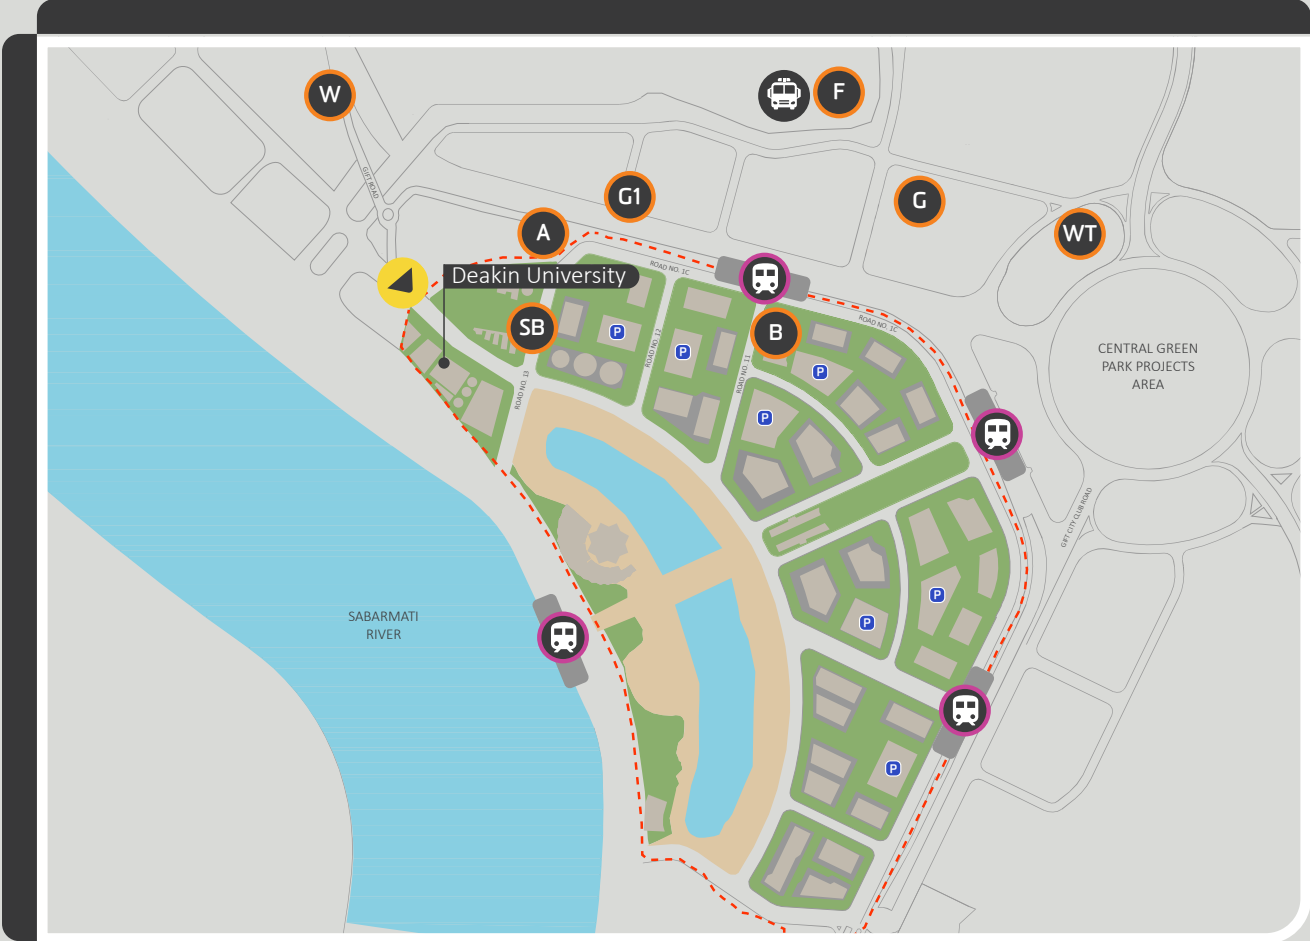 W
F
GIFT ROAD
G1
G
A
WT
Deakin University
ROAD NO. 1C
SB
P
P
ROAD NO. 12
B
ROAD NO. 1C
P
ROAD NO. 11
ROAD NO. 13
P
CENTRAL GREEN
PARK PROJECTS
AREA
GIFT CITY CLUB ROAD
P
P
SABARMATI
RIVER
P